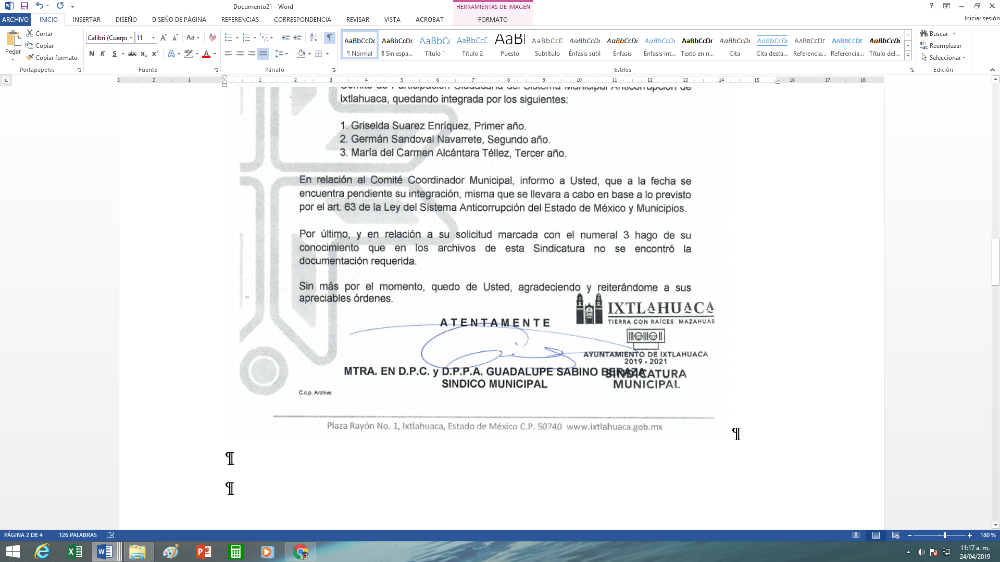 Documento21 - Word
HERRAMIENTAS DE IMAGEN
ARCHIVO INICIO INSERTAR DISEÑO DISEÑO DE PÁGINA REFERENCIAS CORRESPONDENCIA REVISAR VISTA ACROBAT FORMATO
Iniciar sesión
Pegar
Cortar
Copiar
Copiar formato
Portapapeles
Calibri (Cuerpo 11
N K S abc x₂ x²
Fuente
Párrafo
AaBbCcDc AaBbCcDc AaBbCc AaBbCcD AaBl AaBbCcD AaBbCcDc AaBbCcDc AaBbCcDc AaBbCcDc AaBbCcDc AaBbCcDc AABBCCDD AABBCCDD AaBbCcDc
¶ Normal ¶ Sin espa... Título 1 Título 2 Puesto Subtítulo Énfasis sutil Énfasis Énfasis int... Texto en n... Cita Cita desta... Referencia... Referencia... Título del...
Estilos
Buscar
Reemplazar
Seleccionar
Edición
3 2 1 1 2 3 4 5 6 7 8 9 10 11 12 13 14 15 16 17 18
Comité de Participación Ciudadana del Sistema Municipal Anticorrupción de
Ixtlahuaca, quedando integrada por los siguientes:
1. Griselda Suarez Enríquez, Primer año.
2. Germán Sandoval Navarrete, Segundo año.
3. María del Carmen Alcántara Téllez, Tercer año.
En relación al Comité Coordinador Municipal, informo a Usted, que a la fecha se
encuentra pendiente su integración, misma que se llevara a cabo en base a lo previsto
por el art. 63 de la Ley del Sistema Anticorrupción del Estado de México y Municipios.
Por último, y en relación a su solicitud marcada con el numeral 3 hago de su
conocimiento que en los archivos de esta Sindicatura no se encontró la
documentación requerida.
Sin más por el momento, quedo de Usted, agradeciendo y reiterándome a sus
apreciables órdenes.
A T E N T A M E N T E
IXTLAHUACA
TIERRA CON RAÍCES MAZAHUAS
AYUNTAMIENTO DE IXTLAHUACA
2019 - 2021
SINDICATURA
MUNICIPAL
MTRA. EN D.P.C. y D.P.P.A. GUADALUPE SABINO BERAZA
SINDICO MUNICIPAL
C.c.p. Archivo
Plaza Rayón No. 1, Ixtlahuaca, Estado de México C.P. 50740 www.ixtlahuaca.gob.mx
¶
¶
¶
PÁGINA 2 DE 4 126 PALABRAS
180 %
11:17 a. m.
24/04/2019